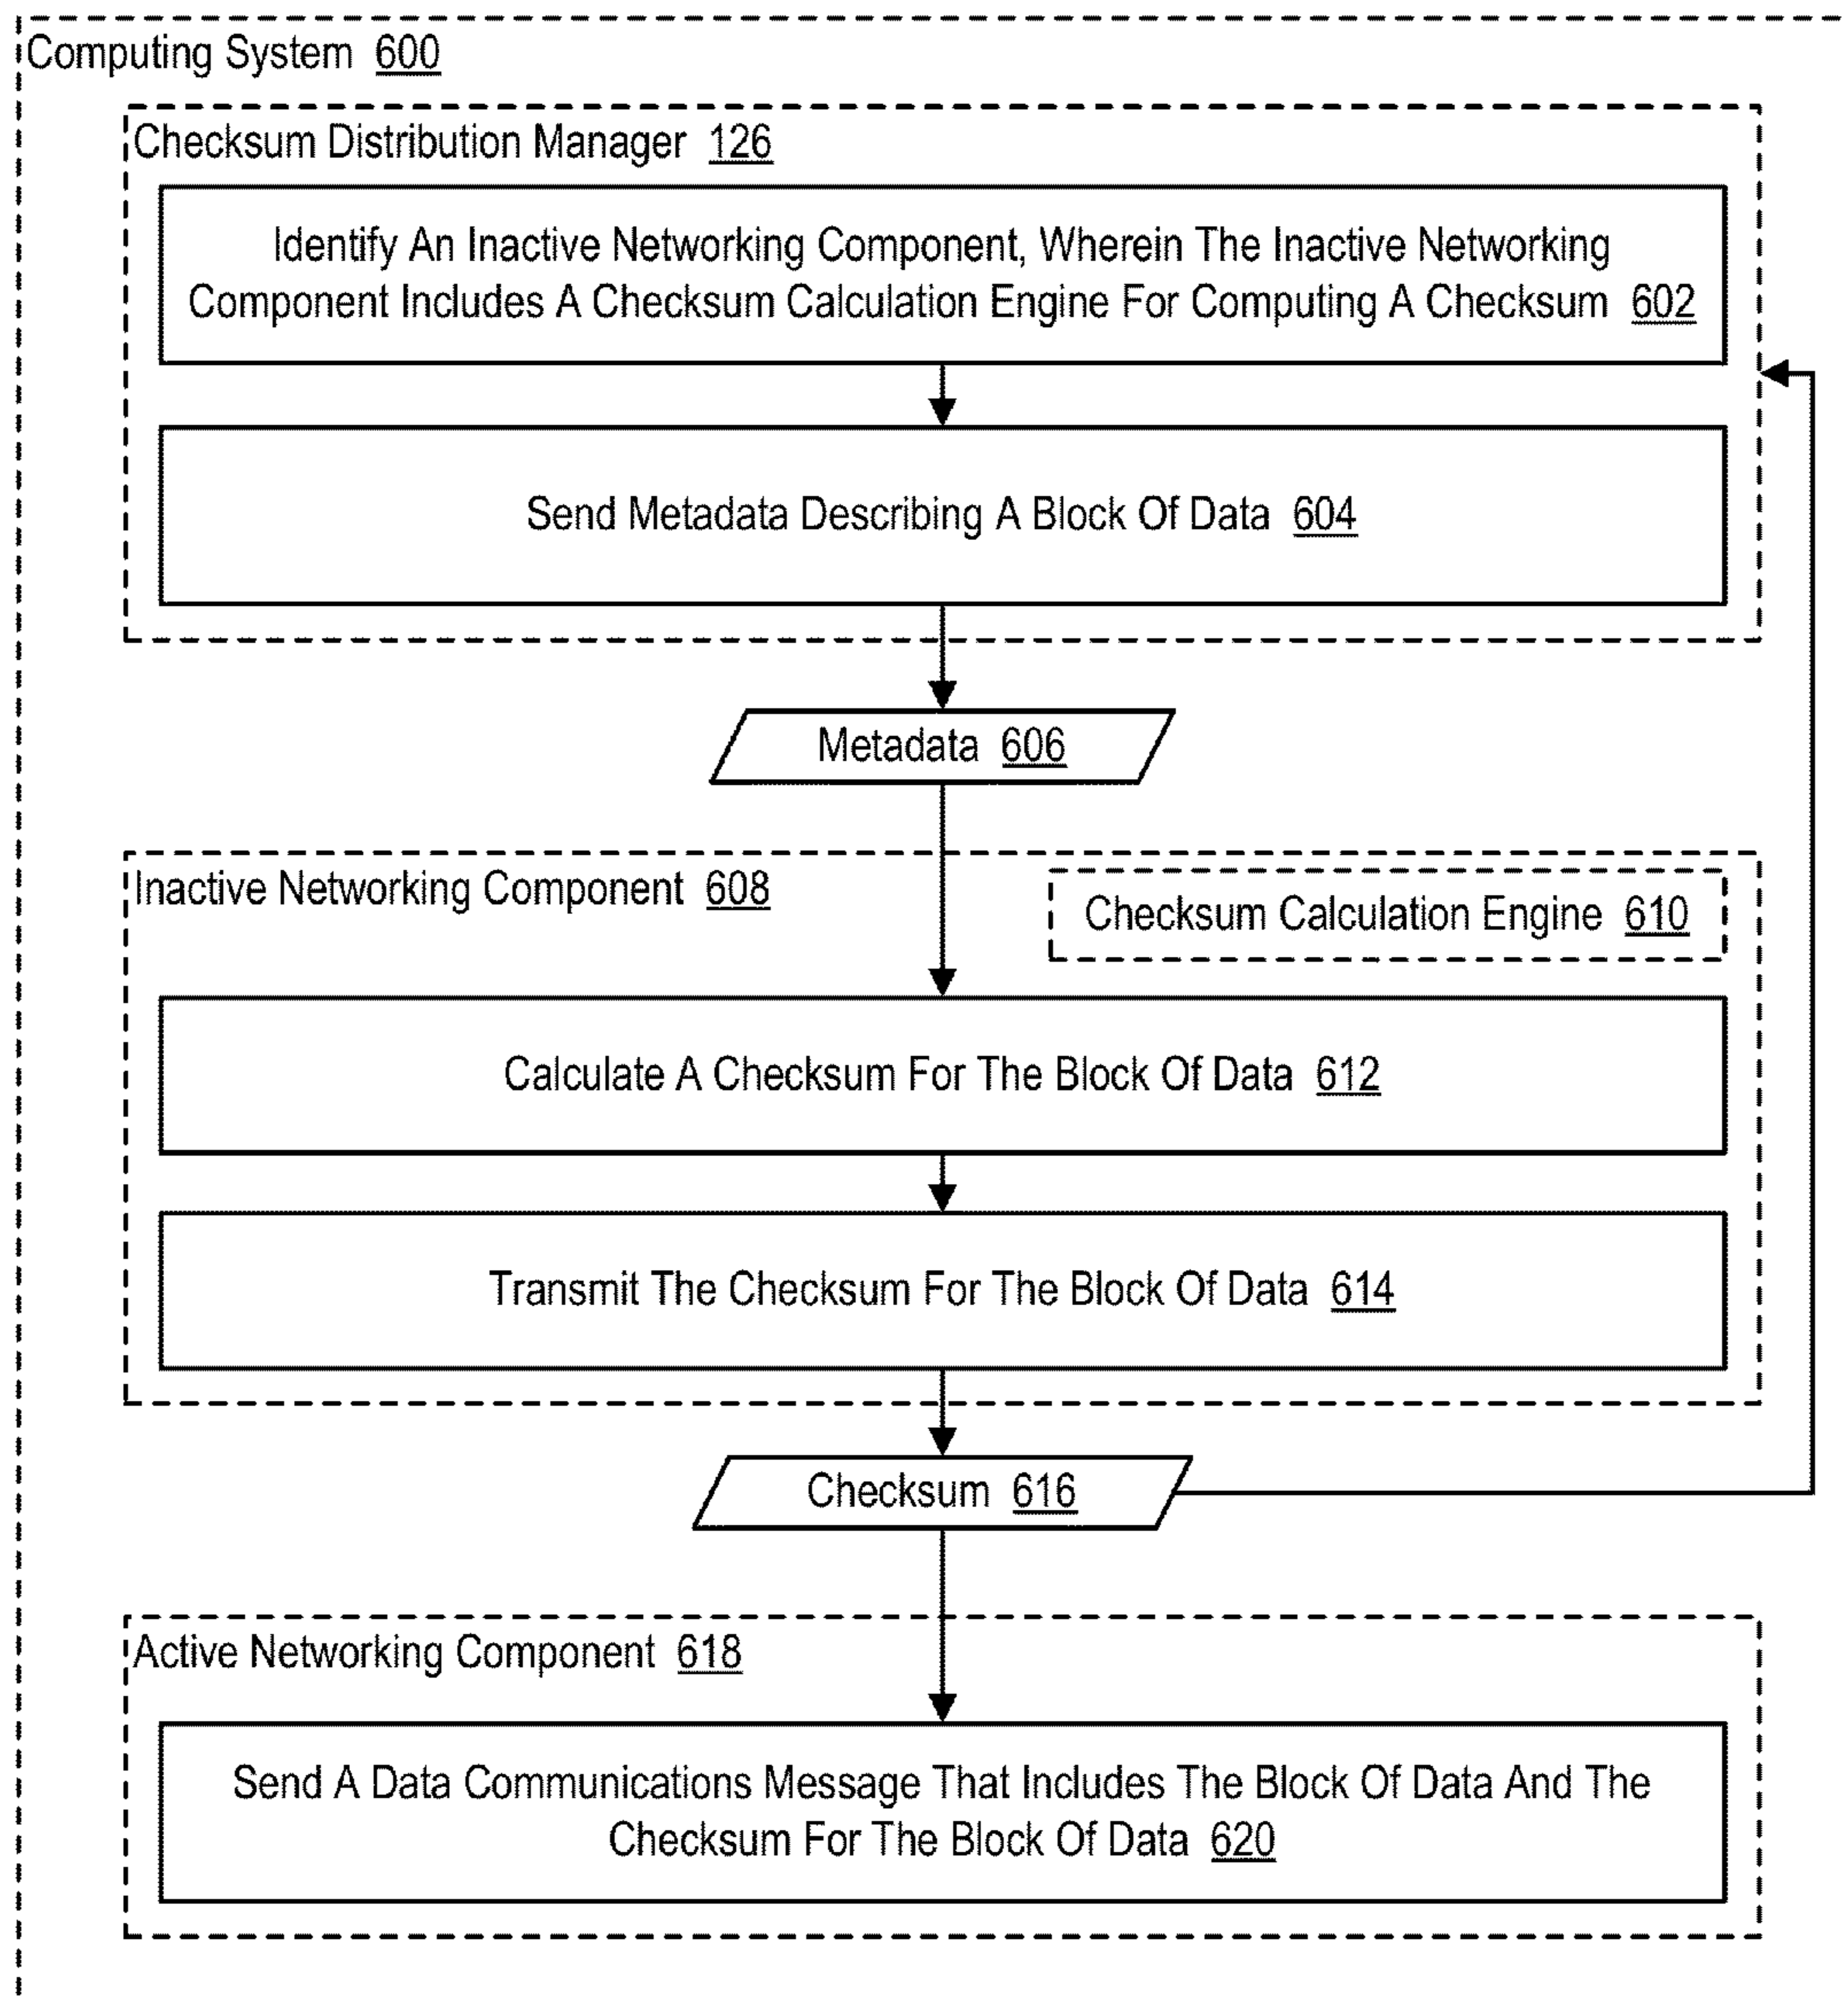 Computing System 600
Checksum Distribution Manager 126
Identify An Inactive Networking Component, Wherein The Inactive Networking
Component Includes A Checksum Calculation Engine For Computing A Checksum 602
Send Metadata Describing A Block Of Data 604
Metadata 606
Inactive Networking Component 608
Checksum Calculation Engine 610
Calculate A Checksum For The Block Of Data 612
Transmit The Checksum For The Block Of Data 614
Checksum 616
Active Networking Component 618
Send A Data Communications Message That Includes The Block Of Data And The
Checksum For The Block Of Data 620